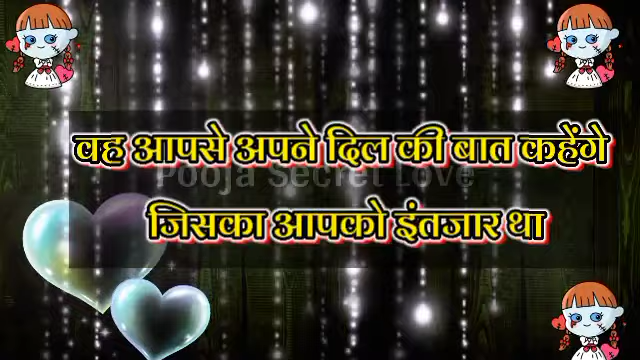 वह आपसे अपने दिल की बात कहेंगे
Pooja Secret Love
जिसका आपको इंतजार था